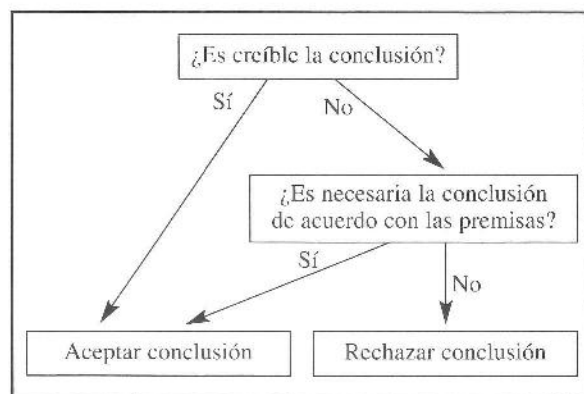 ¿Es creíble la conclusión?
Sí
No
¿Es necesaria la conclusión
de acuerdo con las premisas?
Sí
No
Aceptar conclusión
Rechazar conclusión